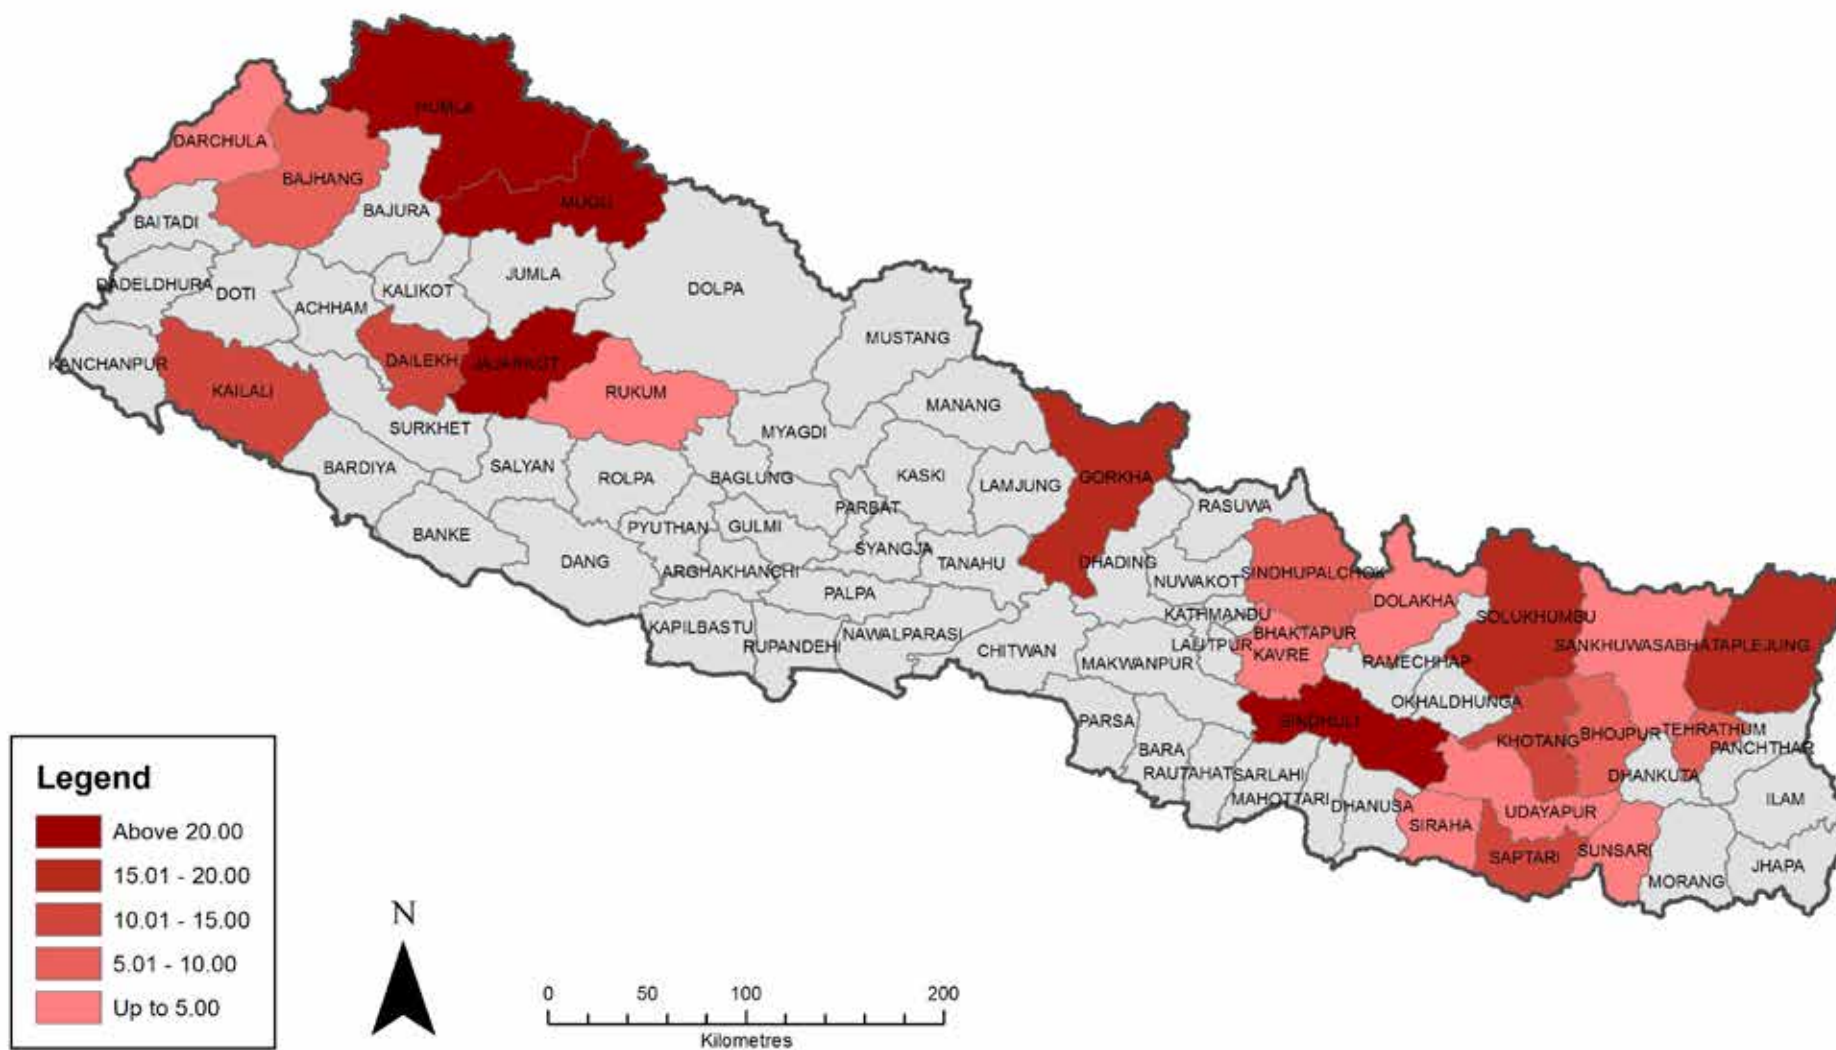 HUMLA
DARCHULA
BAJHANG
MUGU
BAJURA
BAITADI
JUMLA
DADELDHURA
DOTI
KALIKOT
DOLPA
ACHHAM
MUSTANG
KANCHANPUR
DAILEKH
JAJARKOT
KAILALI
RUKUM
MANANG
SURKHET
MYAGDI
BARDIYA
SALYAN
ROLPA
BAGLUNG
KASKI
LAMJUNG
GORKHA
PARBAT
RASUWA
BANKE
PYUTHAN
GULMI
SYANGJA
DANG
TANAHU
DHADING
ARGHAKHANCHI
NUWAKOT
SINDHUPALCHOK
PALPA
DOLAKHA
KATHMANDU
SOLUKHUMBU
KAPILBASTU
RUPANDEHI
NAWALPARASI
CHITWAN
LALITPUR
BHAKTAPUR
KAVRE
SANKHUWASABHA
TAPLEJUNG
MAKWANPUR
RAMECHHAP
OKHALDHUNGA
PARSA
SINDHULI
KHOTANG
BHOJPUR
TEHRATHUM
BARA
PANCHTHAR
RAUTAHAT
SARLAHI
DHANKUTA
MAHOTTARI
DHANUSA
ILAM
UDAYAPUR
SIRAHA
SAPTARI
SUNSARI
MORANG
JHAPA
Legend
Above 20.00
15.01 - 20.00
10.01 - 15.00
5.01 - 10.00
Up to 5.00
N
0 50 100 200
Kilometres